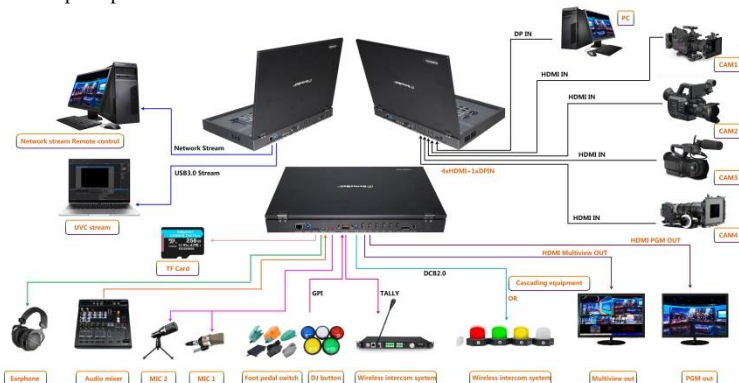 PC
DP IN
CAM1
HDMI IN
HDMI IN
CAM2
Network stream Remote control
Network Stream
HDMI IN
CAM3
USB3.0 Stream
4xHDMI+1xDPIN
UVC stream
HDMI IN
CAM4
HDMI PGM OUT
HDMI Multiview OUT
TF Card
DCB2.0
Cascading equipment
GPI
TALLY
OR
Earphone
Audio mixer
MIC 2
MIC 1
Foot pedal switch
DJ button
Wireless intercom syetem
Wireless intercom syetem
Multiview out
PGM out